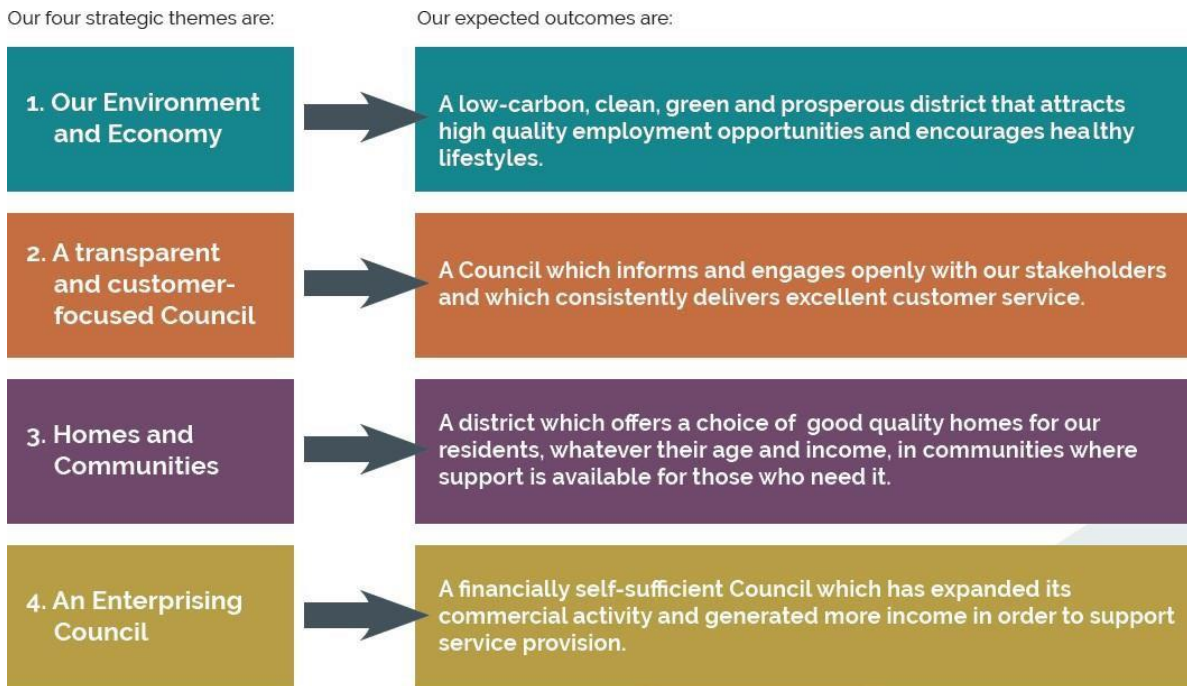 Our four strategic themes are:
Our expected outcomes are:
1. Our Environment
and Economy
A low-carbon, clean, green and prosperous district that attracts
high quality employment opportunities and encourages healthy
lifestyles.
2. A transparent
and customer-
focused Council
A Council which informs and engages openly with our stakeholders
and which consistently delivers excellent customer service.
3. Homes and
Communities
A district which offers a choice of good quality homes for our
residents, whatever their age and income, in communities where
support is available for those who need it.
4. An Enterprising
Council
A financially self-sufficient Council which has expanded its
commercial activity and generated more income in order to support
service provision.